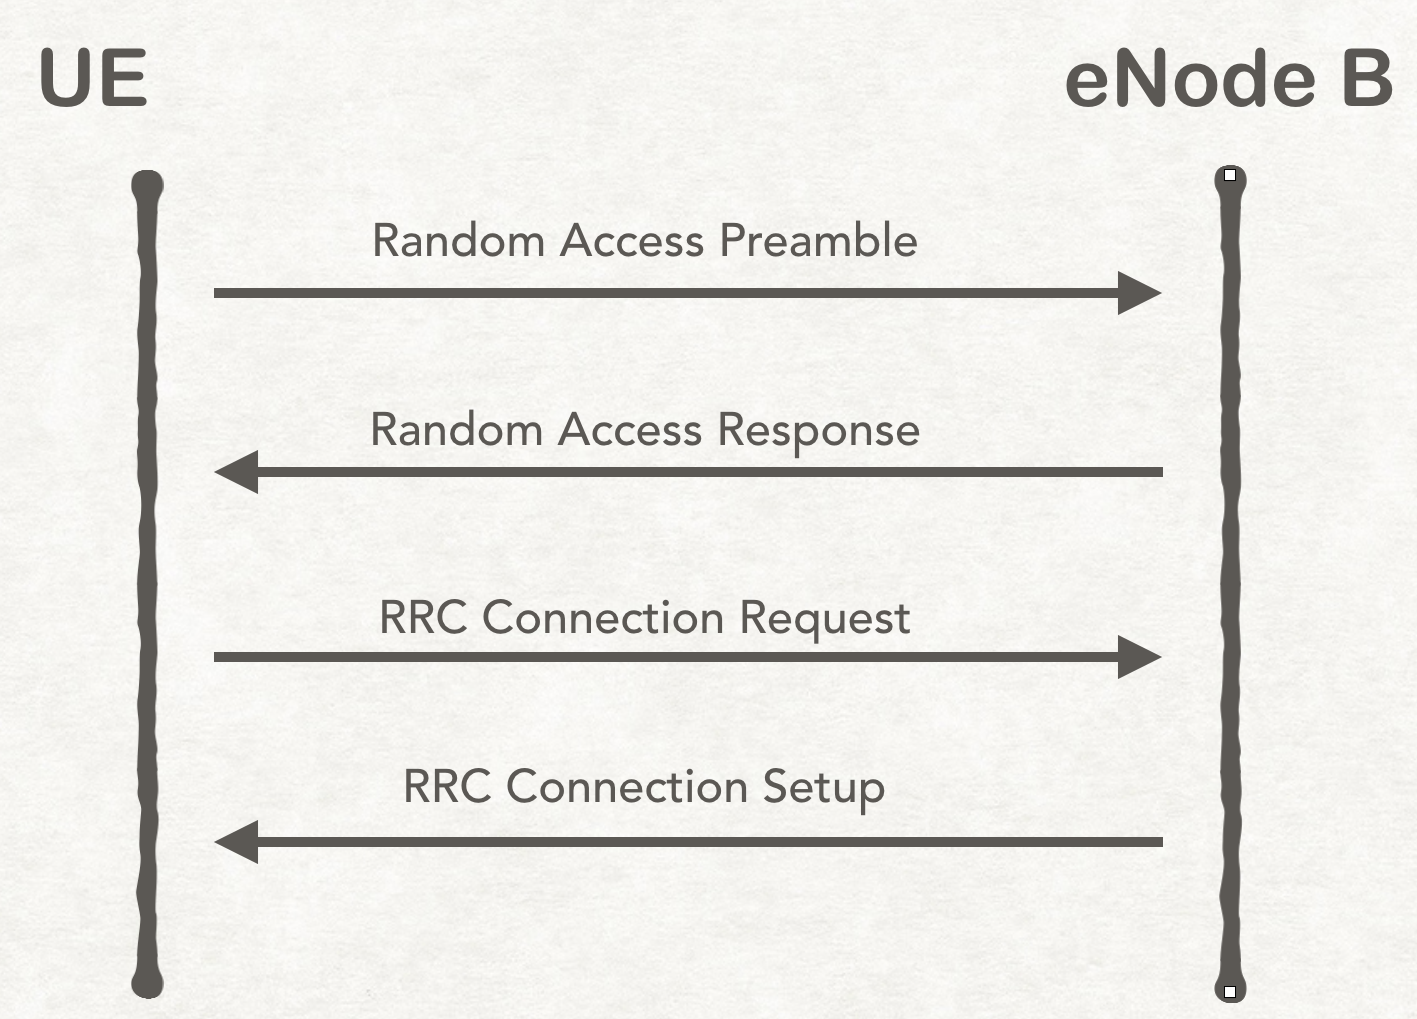 UE
eNode B
Random Access Preamble
Random Access Response
RRC Connection Request
RRC Connection Setup